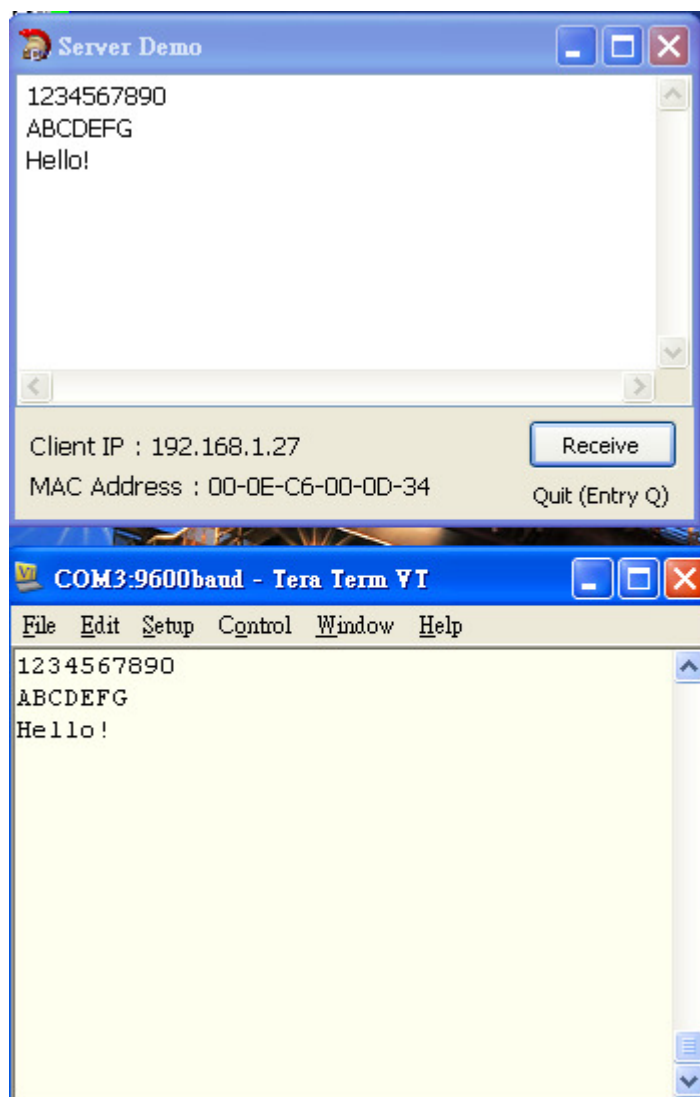 Server Demo
1234567890
ABCDEFG
Hello!
Client IP : 192.168.1.27
Receive
MAC Address : 00-0E-C6-00-0D-34
Quit (Entry Q)
COM3:9600baud - Tera Term VT
File Edit Setup Control Window Help
1234567890
ABCDEFG
Hello!